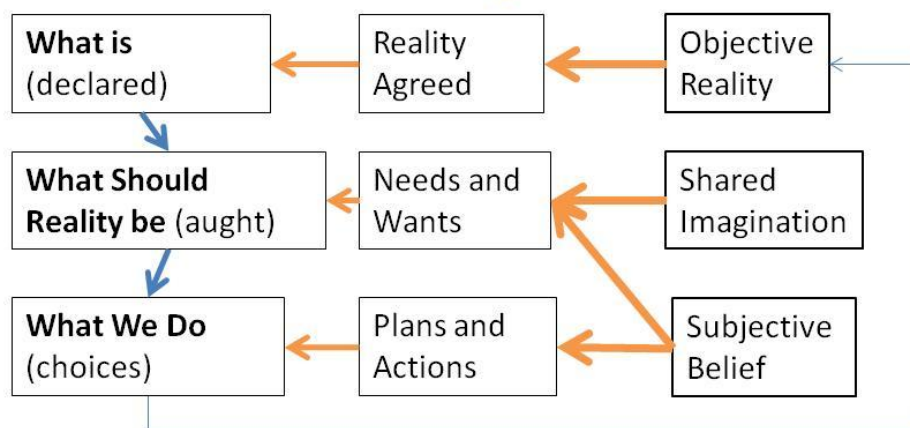 What is
(declared)
Reality
Agreed
Objective
Reality
What Should
Reality be (aught)
Needs and
Wants
Shared
Imagination
What We Do
(choices)
Plans and
Actions
Subjective
Belief